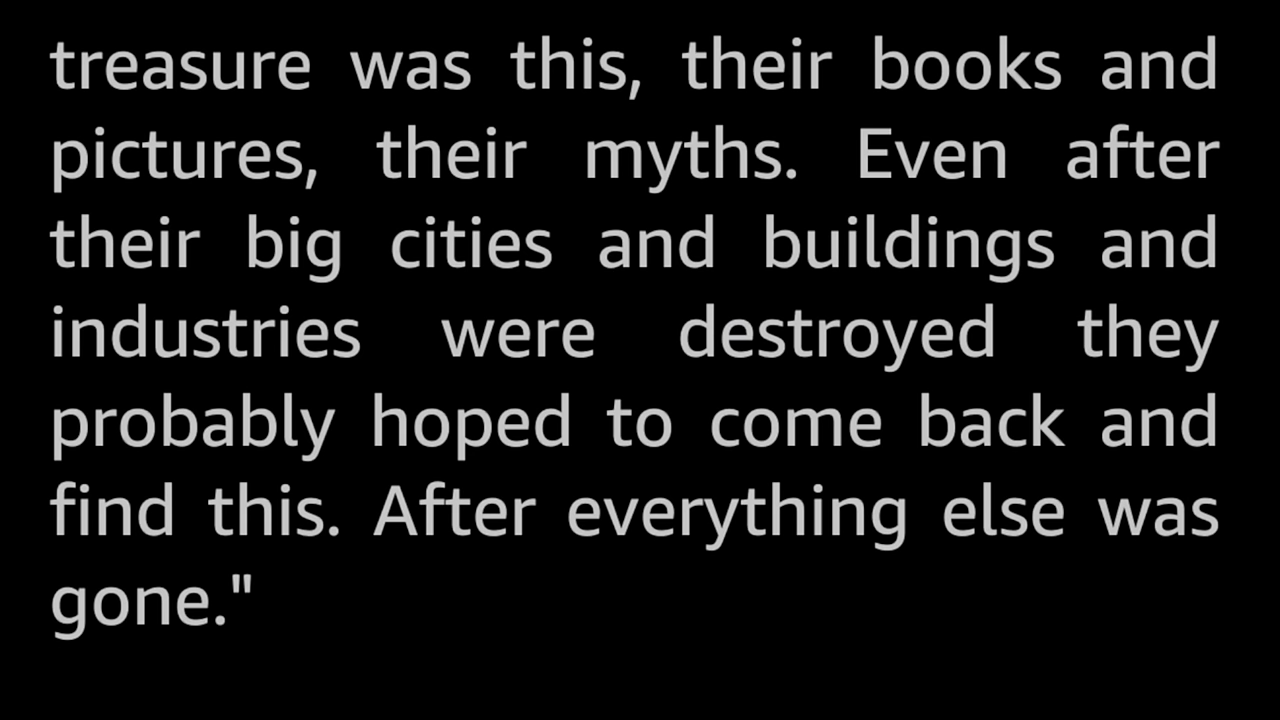 treasure was this, their books and
pictures, their myths. Even after
their big cities and buildings and
industries were destroyed they
probably hoped to come back and
find this. After everything else was
gone."